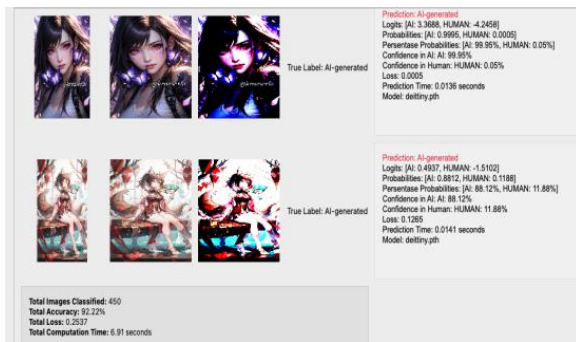 Prediction: AI-generated
Logits: [AI: 3.3688, HUMAN: -4.2458]
Probabilities: [AI: 0.9995, HUMAN: 0.0005]
Persentase Probabilities: [AI: 99.95%, HUMAN: 0.05%]
Confidence in AI: AI: 99.95%
Confidence in Human: HUMAN: 0.05%
Loss: 0.0005
Prediction Time: 0.0136 seconds
Model: deittiny.pth
True Label: AI-generated
Prediction: AI-generated
Logits: [AI: 0.4937, HUMAN: -1.5102]
Probabilities: [AI: 0.8812, HUMAN: 0.1188]
Persentase Probabilities: [AI: 88.12%, HUMAN: 11.88%]
Confidence in AI: AI: 88.12%
Confidence in Human: HUMAN: 11.88%
Loss: 0.1265
Prediction Time: 0.0141 seconds
Model: deittiny.pth
True Label: AI-generated
Total Images Classified: 450
Total Accuracy: 92.22%
Total Loss: 0.2537
Total Computation Time: 6.91 seconds